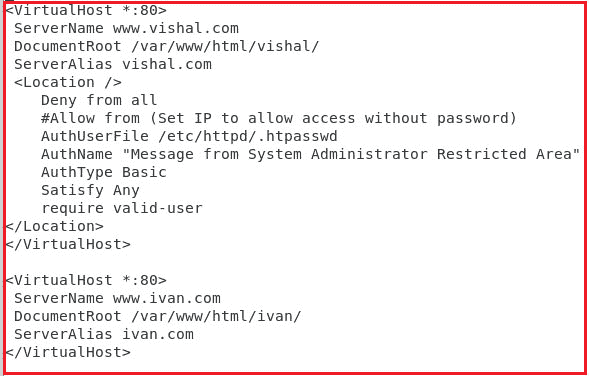 <VirtualHost *:80>
 ServerName www.vishal.com
 DocumentRoot /var/www/html/vishal/
 ServerAlias vishal.com
 <Location />
    Deny from all
    #Allow from (Set IP to allow access without password)
    AuthUserFile /etc/httpd/.htpasswd
    AuthName "Message from System Administrator Restricted Area"
    AuthType Basic
    Satisfy Any
    require valid-user
</Location>
</VirtualHost>

<VirtualHost *:80>
 ServerName www.ivan.com
 DocumentRoot /var/www/html/ivan/
 ServerAlias ivan.com
</VirtualHost>